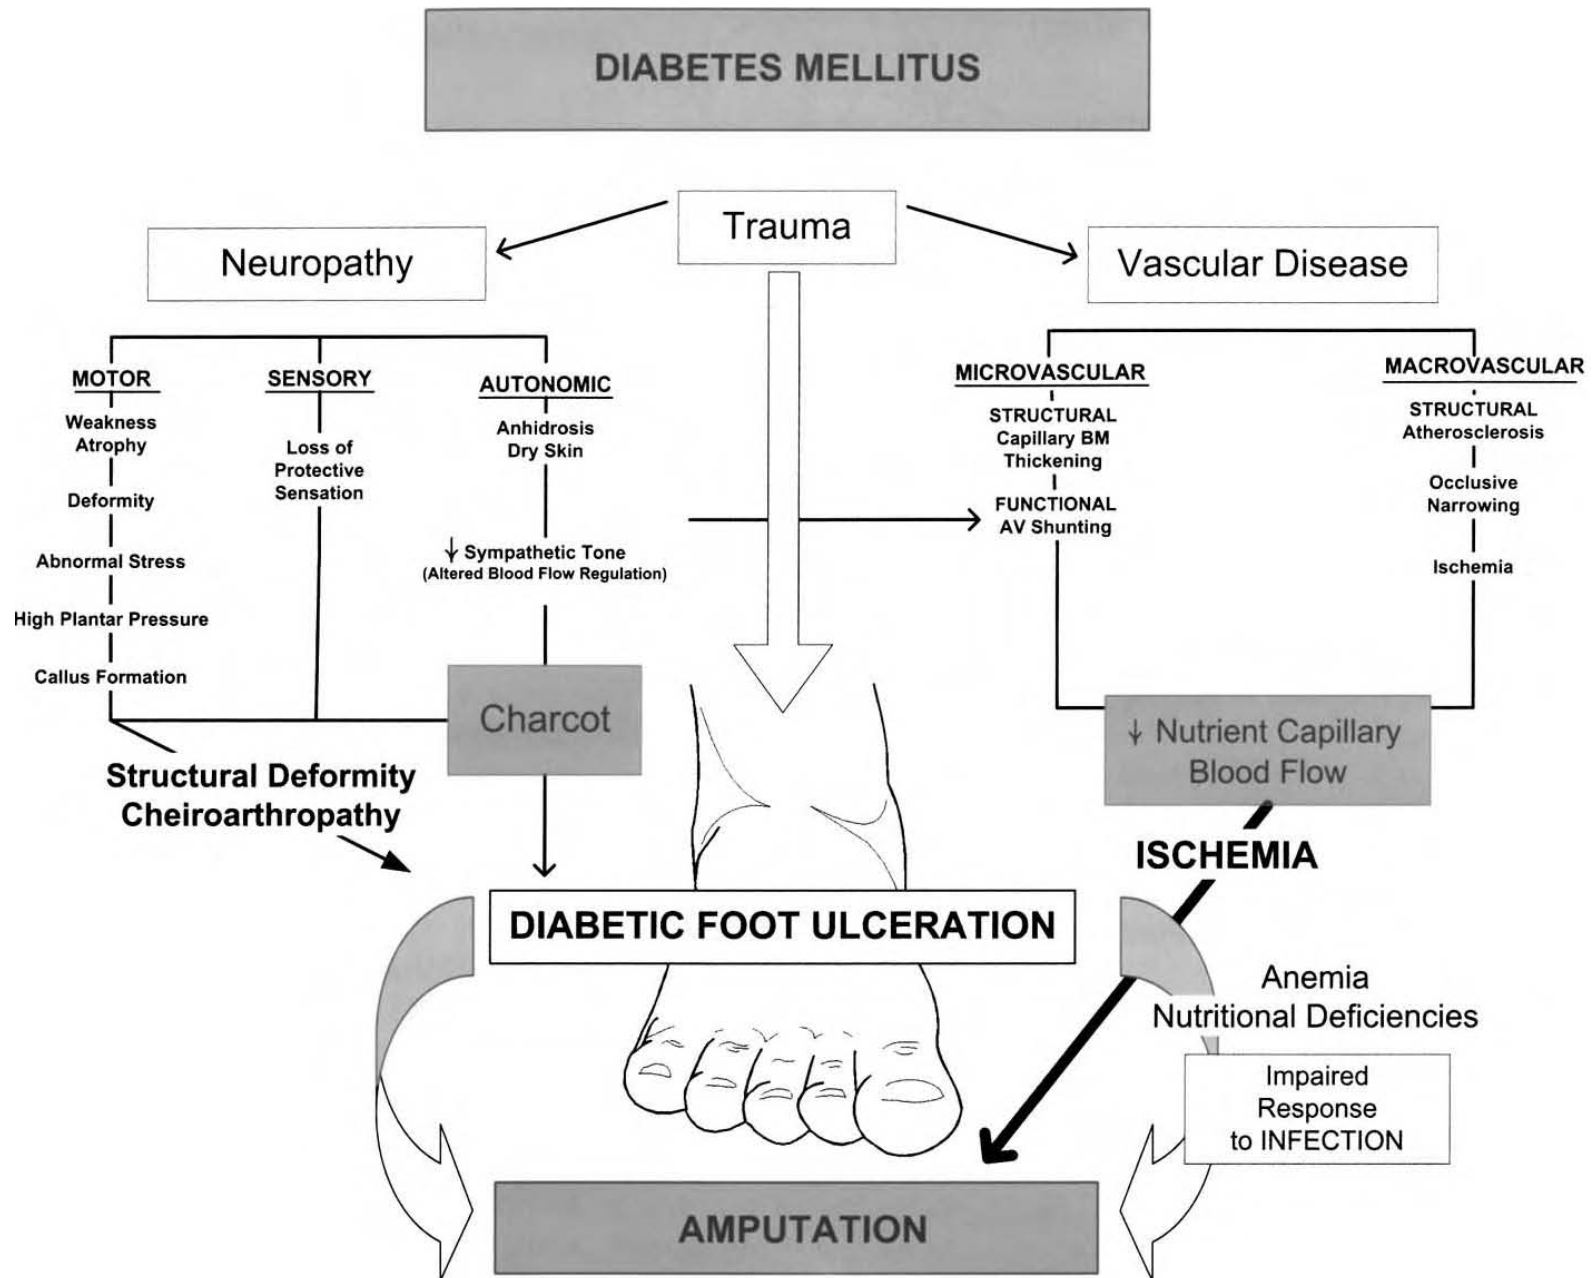 DIABETES MELLITUS
Trauma
Neuropathy
Vascular Disease
MOTOR
Weakness
Atrophy
Deformity
Abnormal Stress
High Plantar Pressure
Callus Formation
SENSORY
Loss of
Protective
Sensation
AUTONOMIC
Anhidrosis
Dry Skin
↓ Sympathetic Tone
(Altered Blood Flow Regulation)
MICROVASCULAR
STRUCTURAL
Capillary BM
Thickening
FUNCTIONAL
AV Shunting
MACROVASCULAR
STRUCTURAL
Atherosclerosis
Occlusive
Narrowing
Ischemia
Charcot
↓ Nutrient Capillary
Blood Flow
Structural Deformity
Cheiroarthropathy
ISCHEMIA
DIABETIC FOOT ULCERATION
Anemia
Nutritional Deficiencies
Impaired
Response
to INFECTION
AMPUTATION